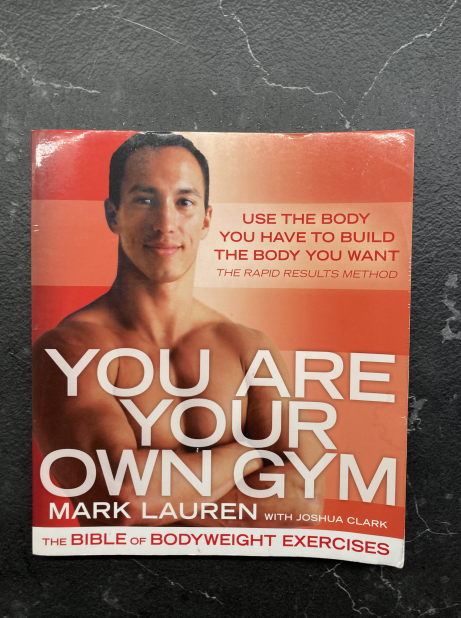 USE THE BODY
YOU HAVE TO BUILD
THE BODY YOU WANT
THE RAPID RESULTS METHOD
YOU ARE
YOUR
OWN GYM
MARK LAUREN WITH JOSHUA CLARK
THE BIBLE OF BODYWEIGHT EXERCISES